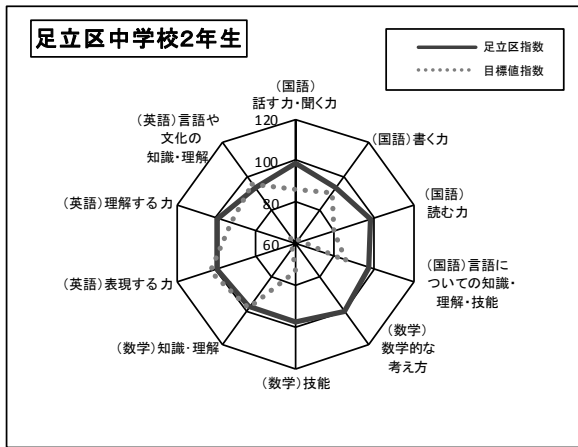 足立区中学校2年生
足立区指数
目標値指数
(国語)
話す力・聞く力
(国語)書く力
(国語)
読む力
(国語)言語に
ついての知識・
理解・技能
(数学)
数学的な
考え方
(数学)技能
(数学)知識・理解
(英語)表現する力
(英語)理解する力
(英語)言語や
文化の
知識・理解
120
100
80
60